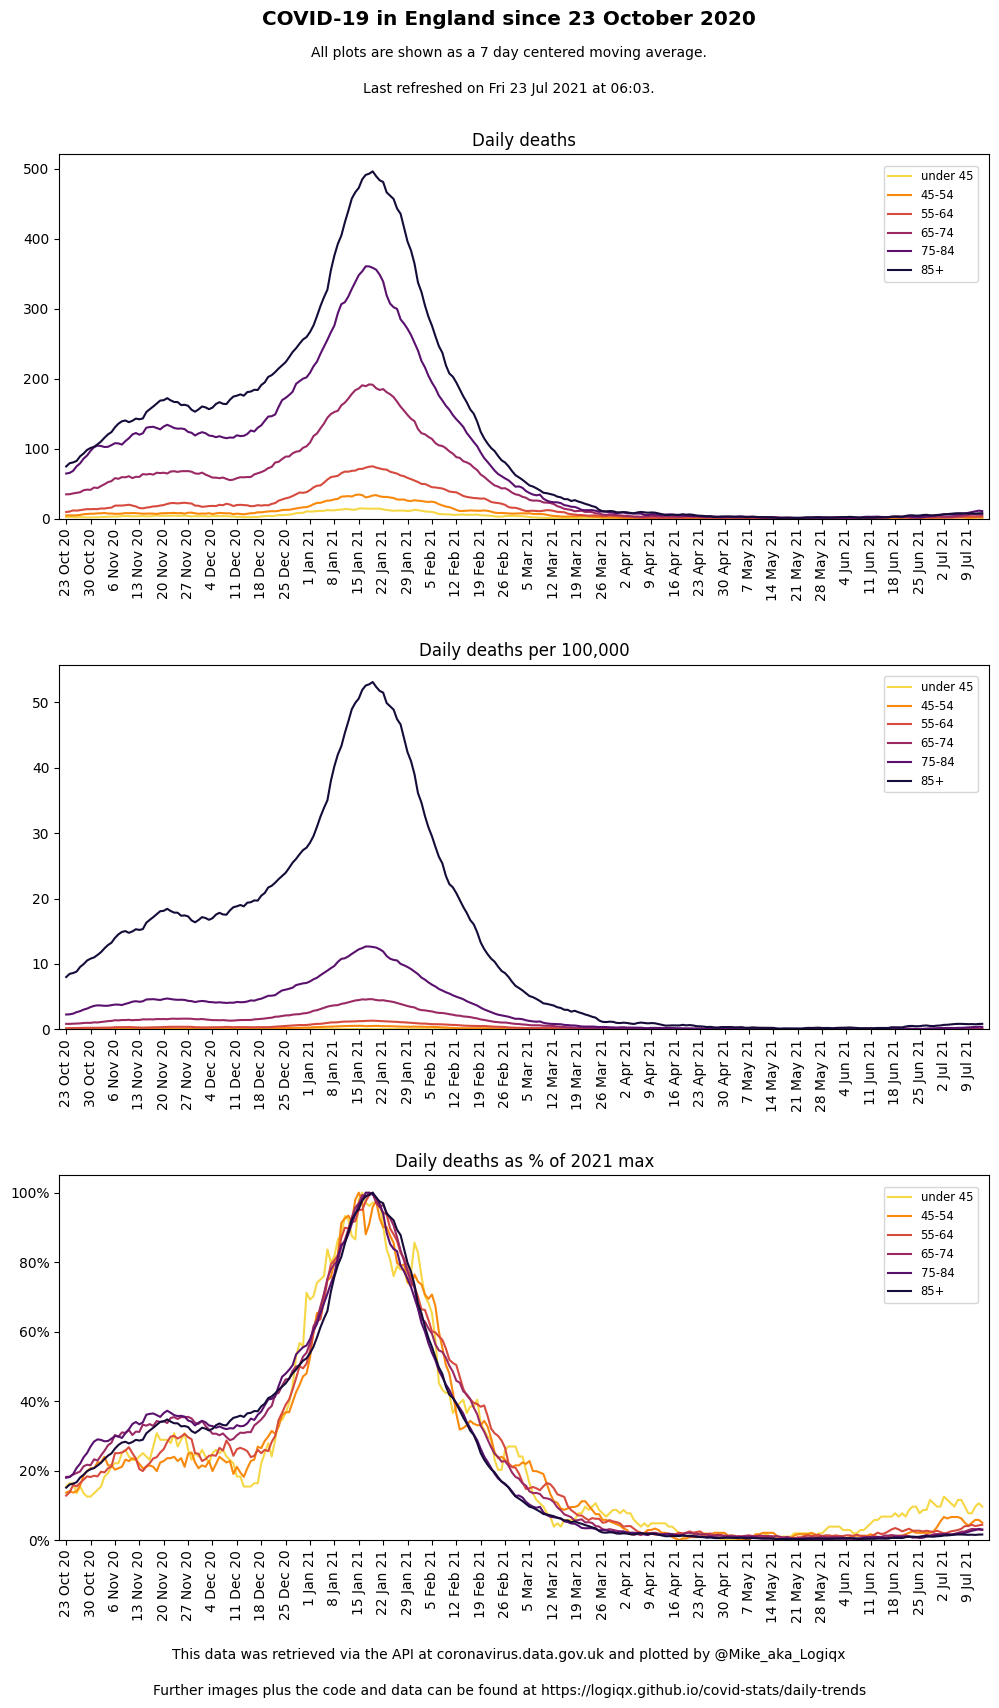 COVID-19 in England since 23 October 2020
All plots are shown as a 7 day centered moving average.
Last refreshed on Fri 23 Jul 2021 at 06:03.
Daily deaths
500
400
300
200
100
0
under 45
45-54
55-64
65-74
75-84
85+
23 Oct 20
30 Oct 20
6 Nov 20
13 Nov 20
20 Nov 20
27 Nov 20
4 Dec 20
11 Dec 20
18 Dec 20
25 Dec 20
1 Jan 21
8 Jan 21
15 Jan 21
22 Jan 21
29 Jan 21
5 Feb 21
12 Feb 21
19 Feb 21
26 Feb 21
5 Mar 21
12 Mar 21
19 Mar 21
26 Mar 21
2 Apr 21
9 Apr 21
16 Apr 21
23 Apr 21
30 Apr 21
7 May 21
14 May 21
21 May 21
28 May 21
4 Jun 21
11 Jun 21
18 Jun 21
25 Jun 21
2 Jul 21
9 Jul 21
Daily deaths per 100,000
50
40
30
20
10
0
under 45
45-54
55-64
65-74
75-84
85+
23 Oct 20
30 Oct 20
6 Nov 20
13 Nov 20
20 Nov 20
27 Nov 20
4 Dec 20
11 Dec 20
18 Dec 20
25 Dec 20
1 Jan 21
8 Jan 21
15 Jan 21
22 Jan 21
29 Jan 21
5 Feb 21
12 Feb 21
19 Feb 21
26 Feb 21
5 Mar 21
12 Mar 21
19 Mar 21
26 Mar 21
2 Apr 21
9 Apr 21
16 Apr 21
23 Apr 21
30 Apr 21
7 May 21
14 May 21
21 May 21
28 May 21
4 Jun 21
11 Jun 21
18 Jun 21
25 Jun 21
2 Jul 21
9 Jul 21
Daily deaths as % of 2021 max
100%
80%
60%
40%
20%
0%
under 45
45-54
55-64
65-74
75-84
85+
23 Oct 20
30 Oct 20
6 Nov 20
13 Nov 20
20 Nov 20
27 Nov 20
4 Dec 20
11 Dec 20
18 Dec 20
25 Dec 20
1 Jan 21
8 Jan 21
15 Jan 21
22 Jan 21
29 Jan 21
5 Feb 21
12 Feb 21
19 Feb 21
26 Feb 21
5 Mar 21
12 Mar 21
19 Mar 21
26 Mar 21
2 Apr 21
9 Apr 21
16 Apr 21
23 Apr 21
30 Apr 21
7 May 21
14 May 21
21 May 21
28 May 21
4 Jun 21
11 Jun 21
18 Jun 21
25 Jun 21
2 Jul 21
9 Jul 21
This data was retrieved via the API at coronavirus.data.gov.uk and plotted by @Mike_aka_Logiqx
Further images plus the code and data can be found at https://logiqx.github.io/covid-stats/daily-trends